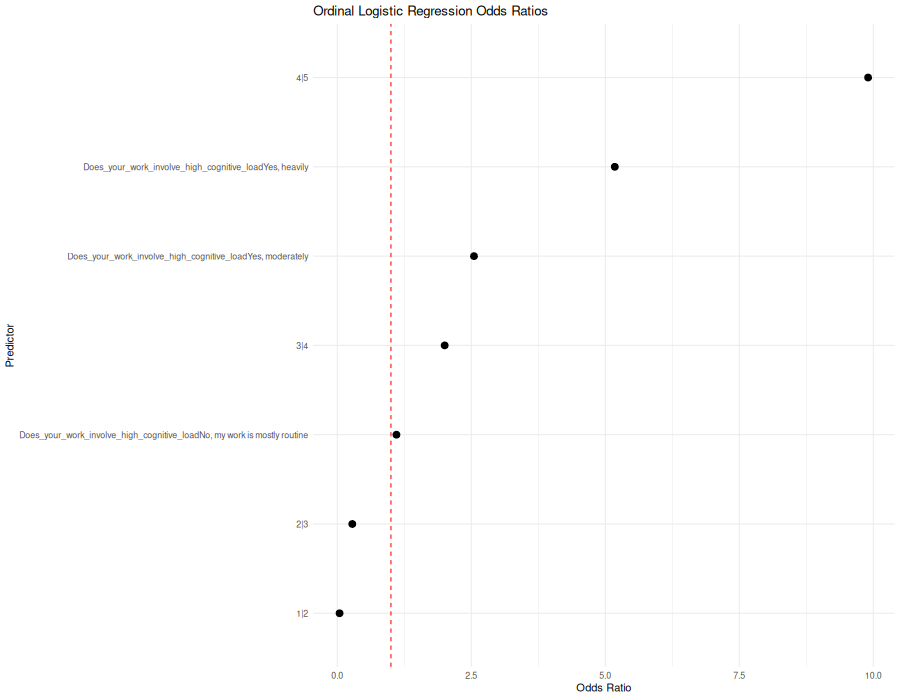 Ordinal Logistic Regression Odds Ratios
4|5
Does_your_work_involve_high_cognitive_loadYes, heavily
Does_your_work_involve_high_cognitive_loadYes, moderately
3|4
Does_your_work_involve_high_cognitive_loadNo, my work is mostly routine
2|3
1|2
Predictor
0.0 2.5 5.0 7.5 10.0
Odds Ratio